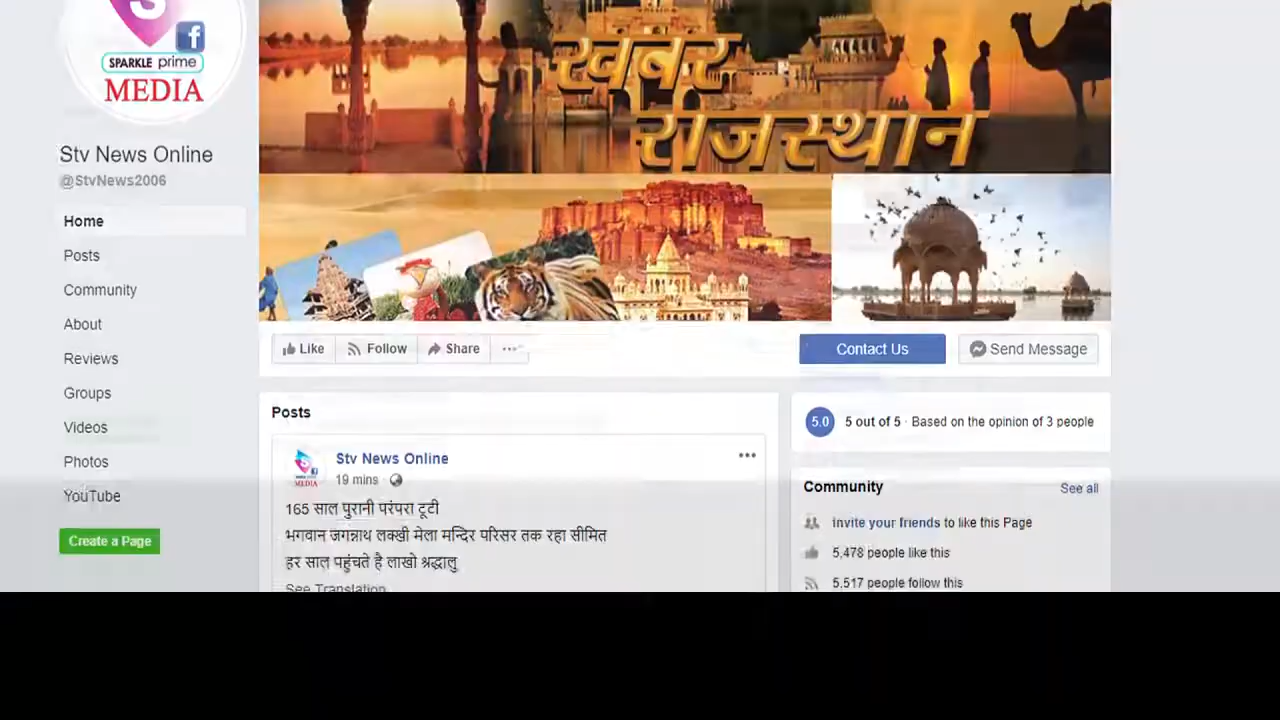 S
SPARKLE prime
MEDIA
Stv News Online
@StvNews2006
Home
Posts
Community
About
Reviews
Groups
Videos
Photos
YouTube
Create a Page
खबर
राजस्थान
Like
Follow
Share
Contact Us
Send Message
Posts
Stv News Online
MEDIA
19 mins
165 साल पुरानी परंपरा टूटी
भगवान जगन्नाथ लक्खी मेला मन्दिर परिसर तक रहा सीमित
हर साल पहुंचते है लाखो श्रद्धालु
See Translation
5.0 5 out of 5 · Based on the opinion of 3 people
Community
See all
Invite your friends to like this Page
5,478 people like this
5,517 people follow this